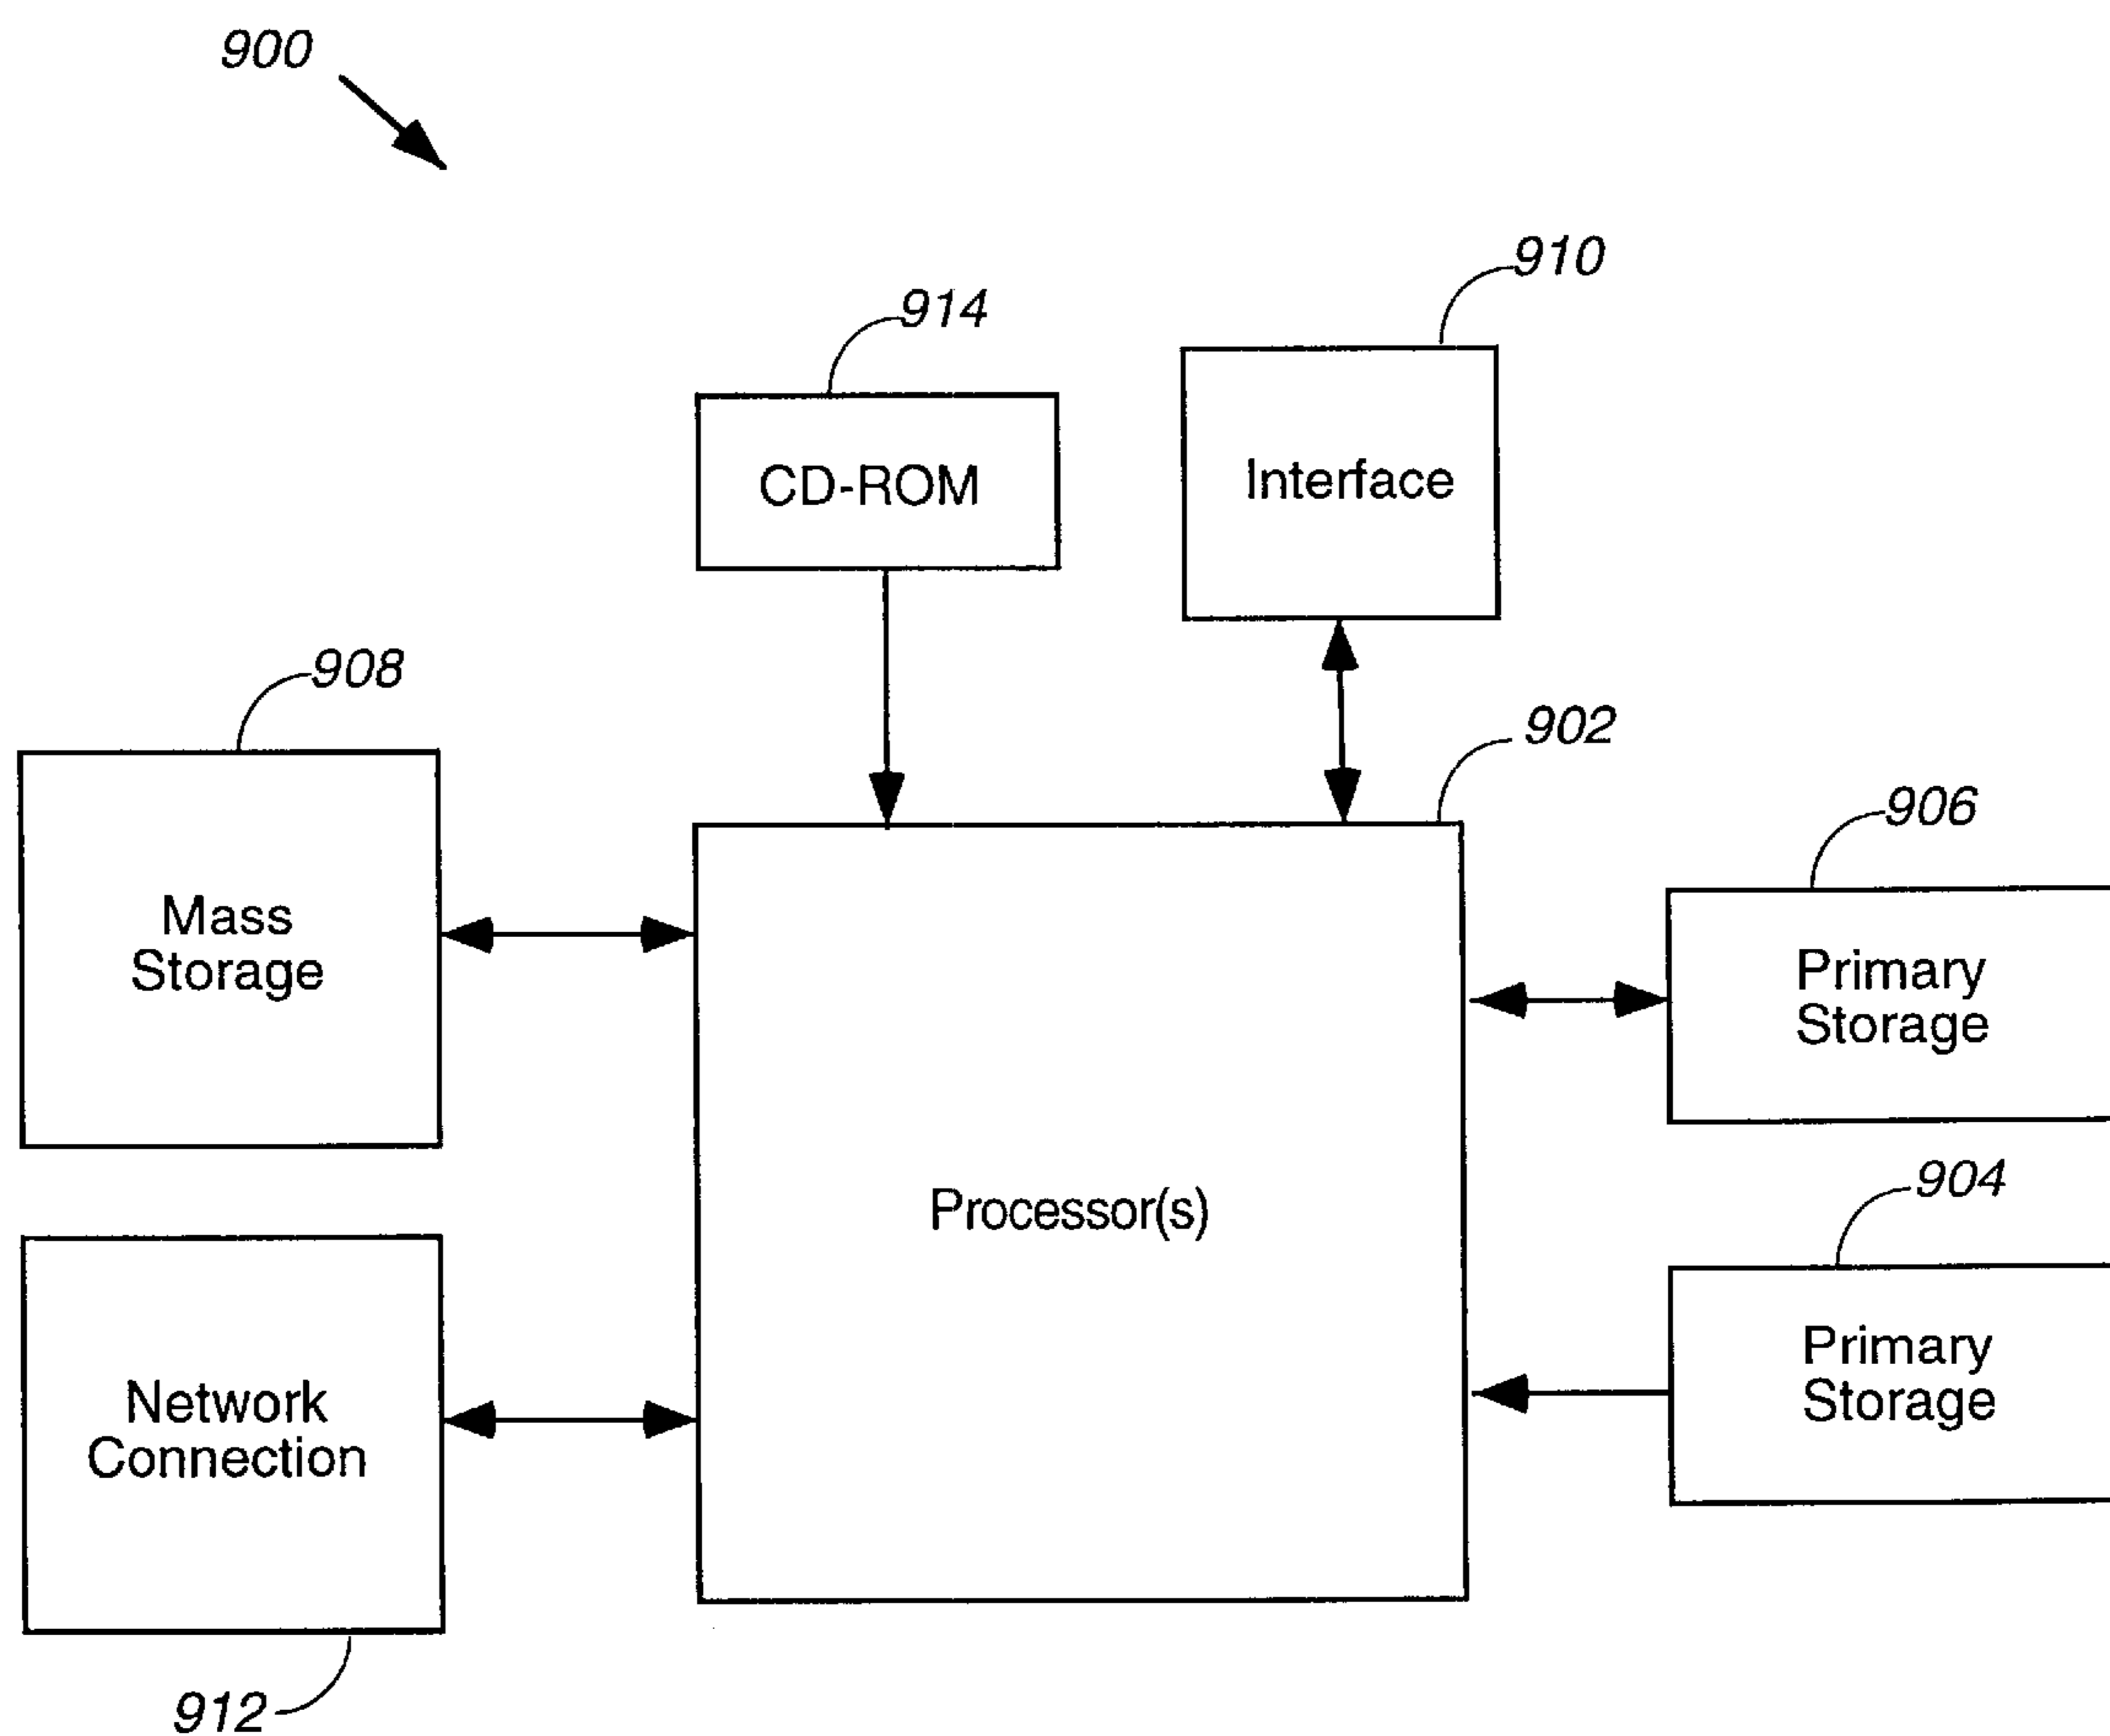 900
910
914
CD-ROM
Interface
908
902
906
Mass
Storage
Primary
Storage
904
Processor(s)
Network
Connection
Primary
Storage
912